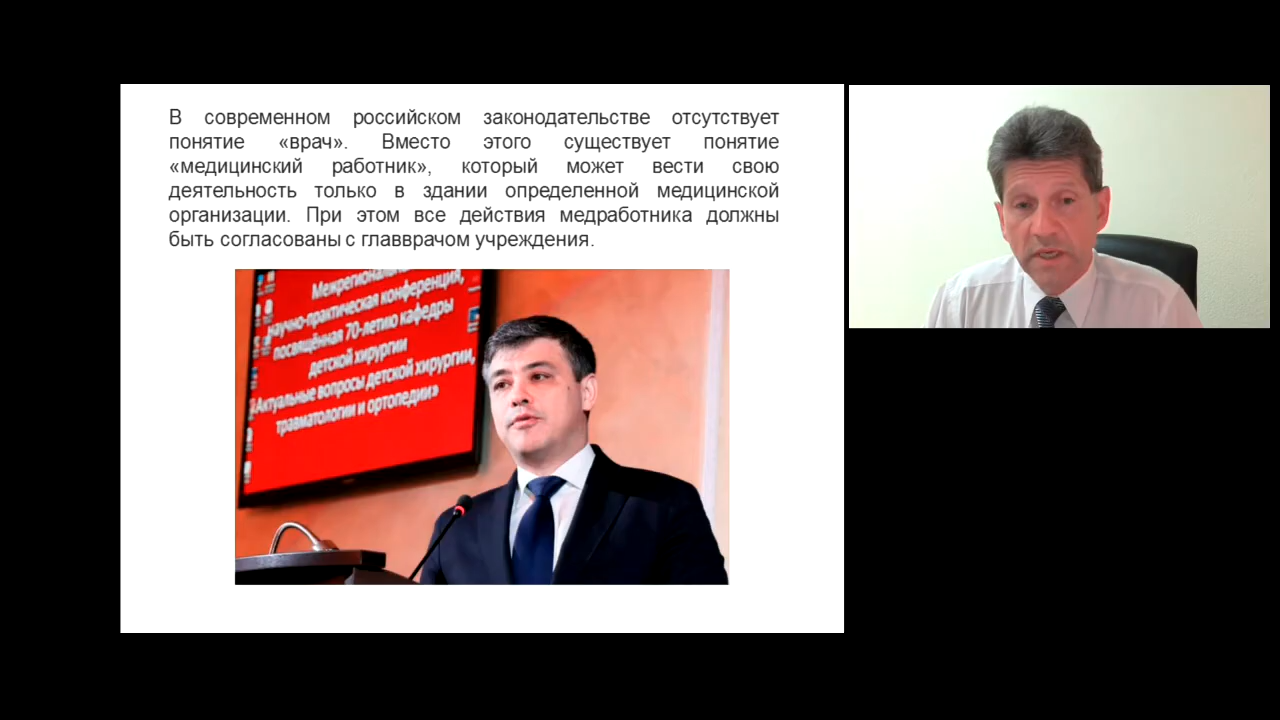 В современном российском законодательстве отсутствует
понятие «врач». Вместо этого существует понятие
«медицинский работник», который может вести свою
деятельность только в здании определенной медицинской
организации. При этом все действия медработника должны
быть согласованы с главврачом учреждения.
научно-практическая конференция,
посвящённая 70-летию кафедры
детской хирургии
Актуальные вопросы детской хирургии,
травматологии и ортопедии»